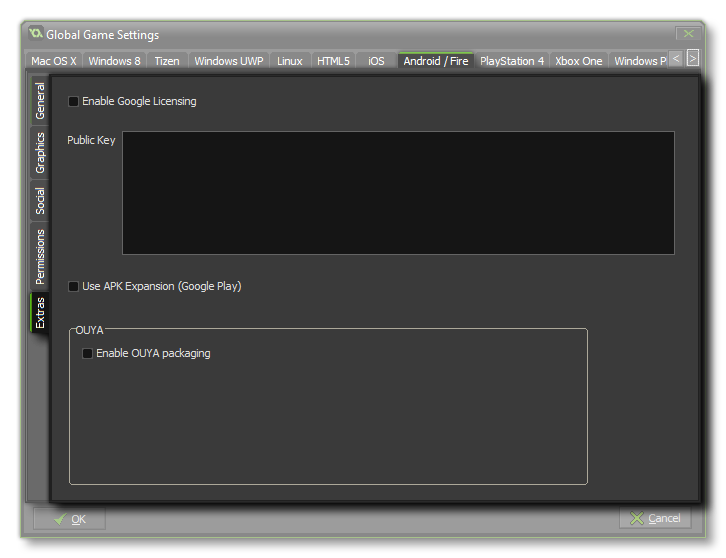 Global Game Settings
Mac OS X Windows 8 Tizen Windows UWP Linux HTML5 iOS Android / Fire PlayStation 4 Xbox One Windows P < >
General
Graphics
Social
Permissions
Extras
Enable Google Licensing
Public Key
Use APK Expansion (Google Play)
OUYA
Enable OUYA packaging
OK
Cancel